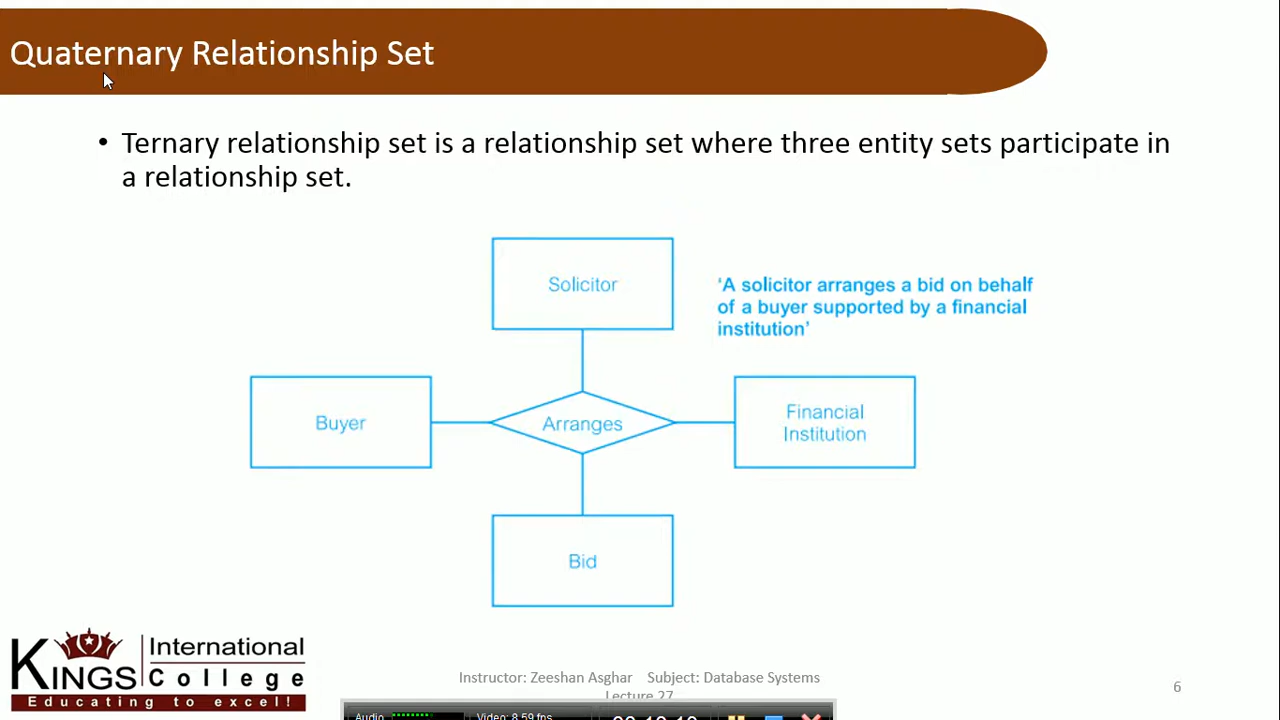 Quaternary Relationship Set
• Ternary relationship set is a relationship set where three entity sets participate in
a relationship set.
Solicitor
‘A solicitor arranges a bid on behalf
of a buyer supported by a financial
institution’
Buyer
Arranges
Financial
Institution
Bid
KINGS International
College
Educating to excel!
Instructor: Zeeshan Asghar Subject: Database Systems
Lecture 27
6
Audio
Video: 8.59 fps